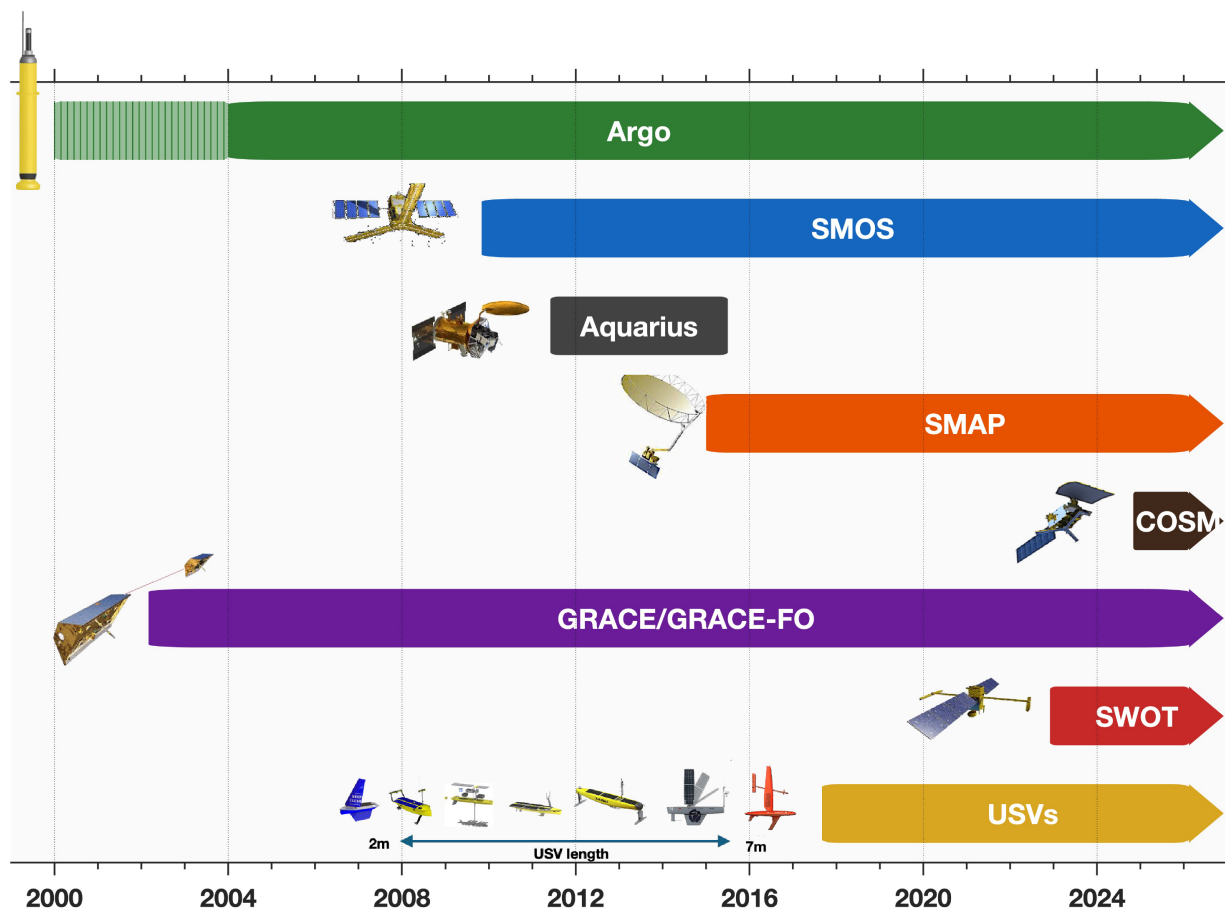 Argo
SMOS
Aquarius
SMAP
COSM
GRACE/GRACE-FO
SWOT
USVs
2m
7m
USV length
2000 2004 2008 2012 2016 2020 2024